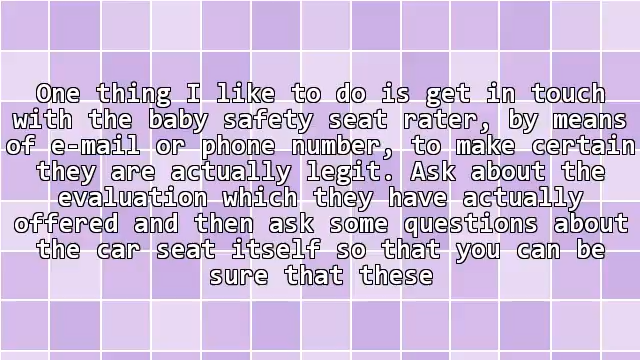 One thing I like to do is get in touch
with the baby safety seat rater, by means
of e-mail or phone number, to make certain
they are actually legit. Ask about the
evaluation which they have actually
offered and then ask some questions about
the car seat itself so that you can be
sure that these